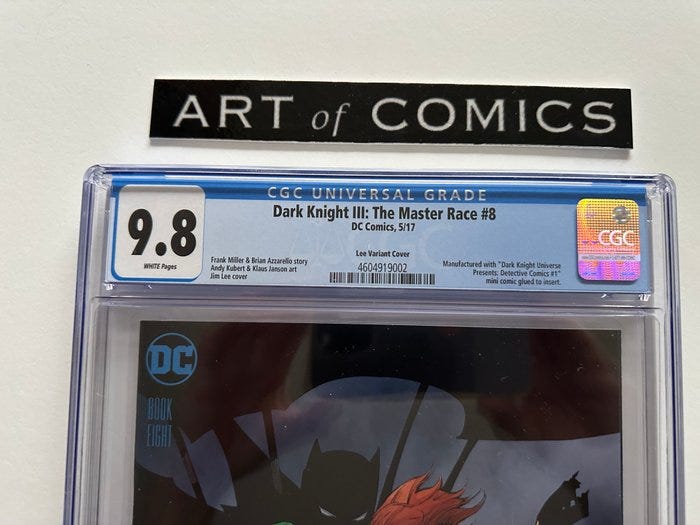 ART of COMICS
CGC UNIVERSAL GRADE
9.8
WHITE Pages
Dark Knight III: The Master Race #8
DC Comics, 5/17
Lee Variant Cover
4604919002
Frank Miller & Brian Azzarello story
Andy Kubert & Klaus Janson art
Jim Lee cover
Manufactured with "Dark Knight Universe
Presents: Detective Comics #1"
mini comic glued to insert.
CGC
DC
BOOK
EIGHT